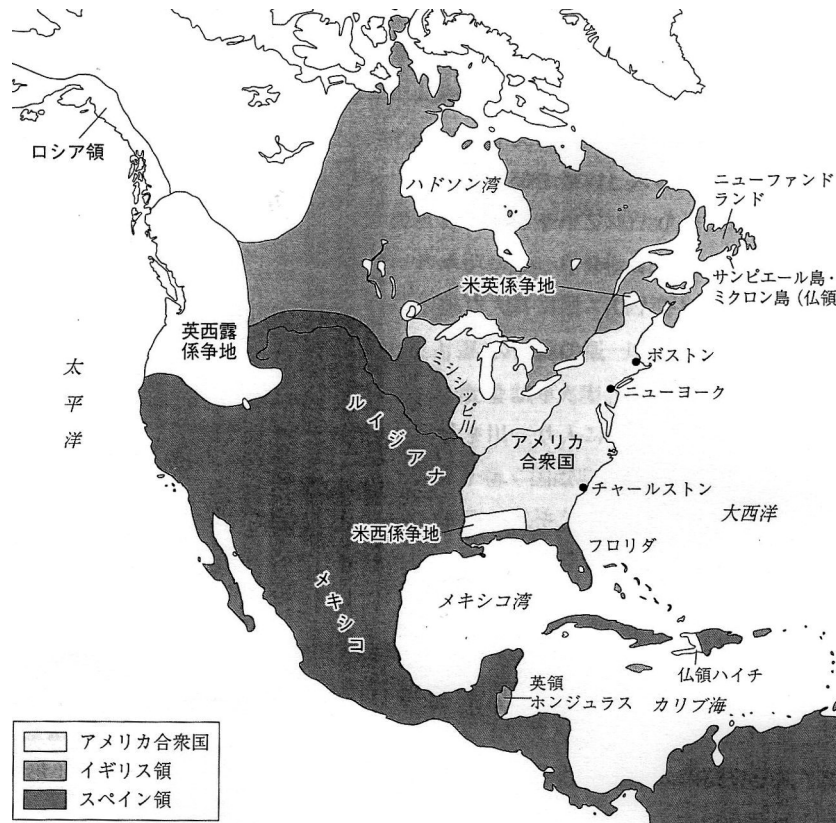 ロシア領
ハドソン湾
ニューファンド
ランド
サンピエール島・
ミクロン島(仏領
米英係争地
英西露
係争地
太平洋
ミシシッピ川
ボストン
ニューヨーク
ルイジアナ
アメリカ
合衆国
チャールストン
大西洋
米西係争地
フロリダ
メキシコ
メキシコ湾
仏領ハイチ
英領
ホンジュラス
カリブ海
アメリカ合衆国
イギリス領
スペイン領